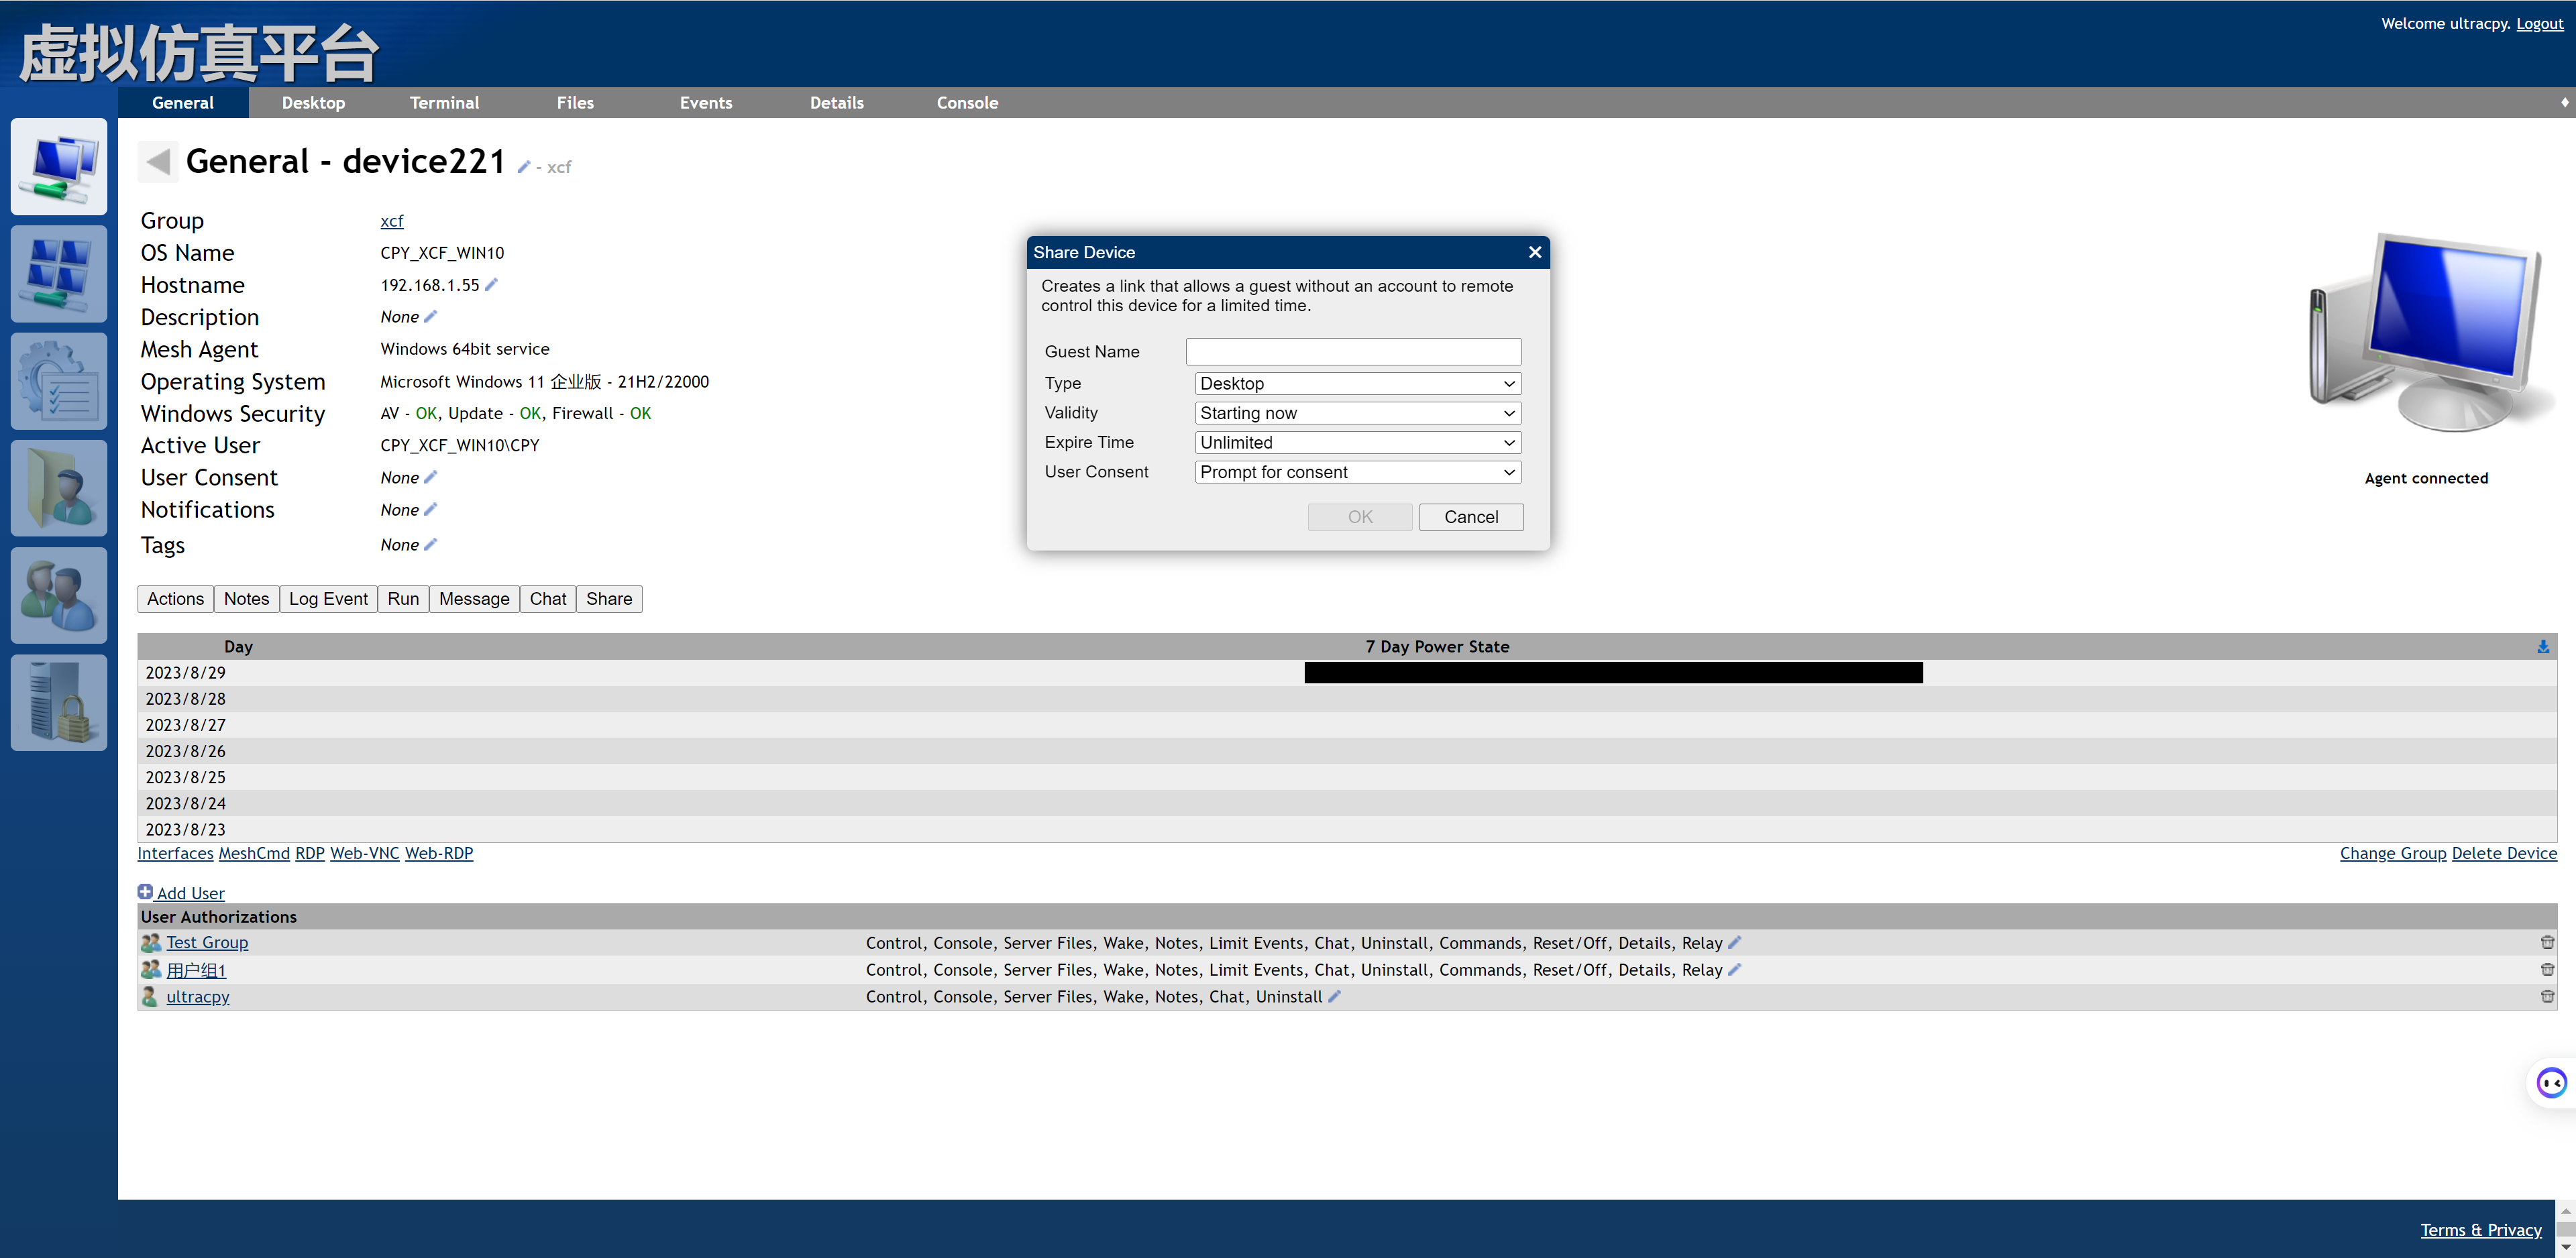 虚拟仿真平台
Welcome ultracpy. Logout
General Desktop Terminal Files Events Details Console
General - device221 - xcf
Group xcf
OS Name CPY_XCF_WIN10
Hostname 192.168.1.55
Description None
Mesh Agent Windows 64bit service
Operating System Microsoft Windows 11 企业版 - 21H2/22000
Windows Security AV - OK, Update - OK, Firewall - OK
Active User CPY_XCF_WIN10\CPY
User Consent None
Notifications None
Tags None
Share Device
Creates a link that allows a guest without an account to remote
control this device for a limited time.
Guest Name
Type Desktop
Validity Starting now
Expire Time Unlimited
User Consent Prompt for consent
OK Cancel
Agent connected
Actions Notes Log Event Run Message Chat Share
Day 7 Day Power State
2023/8/29
2023/8/28
2023/8/27
2023/8/26
2023/8/25
2023/8/24
2023/8/23
Interfaces MeshCmd RDP Web-VNC Web-RDP Change Group Delete Device
Add User
User Authorizations
Test Group Control, Console, Server Files, Wake, Notes, Limit Events, Chat, Uninstall, Commands, Reset/Off, Details, Relay
用户组1 Control, Console, Server Files, Wake, Notes, Limit Events, Chat, Uninstall, Commands, Reset/Off, Details, Relay
ultracpy Control, Console, Server Files, Wake, Notes, Chat, Uninstall
Terms & Privacy